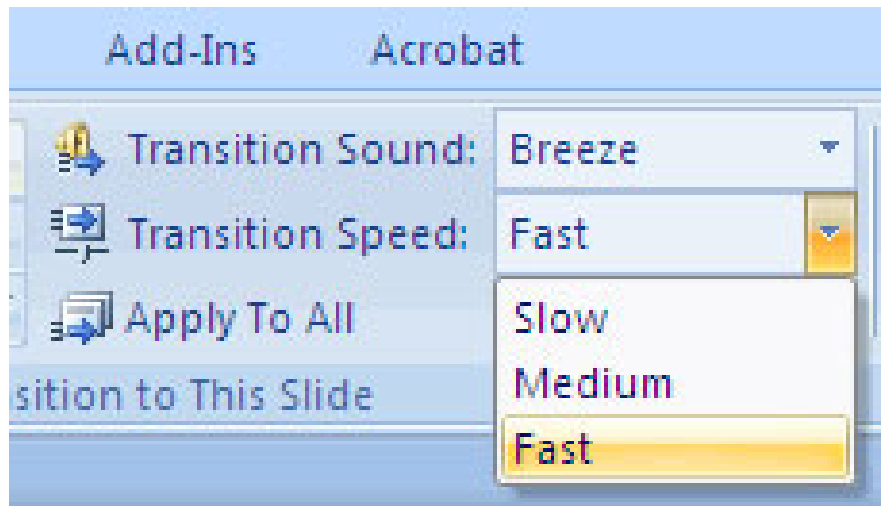 Add-Ins Acrobat
Transition Sound: Breeze
Transition Speed: Fast
Apply To All
Slow
Medium
Fast
sition to This Slide